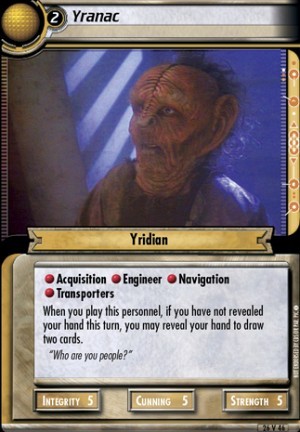 2 Yranac
Yridian
Acquisition Engineer Navigation
Transporters
When you play this personnel, if you have not revealed
your hand this turn, you may reveal your hand to draw
two cards.
"Who are you people?"
INTEGRITY 5 CUNNING 5 STRENGTH 5